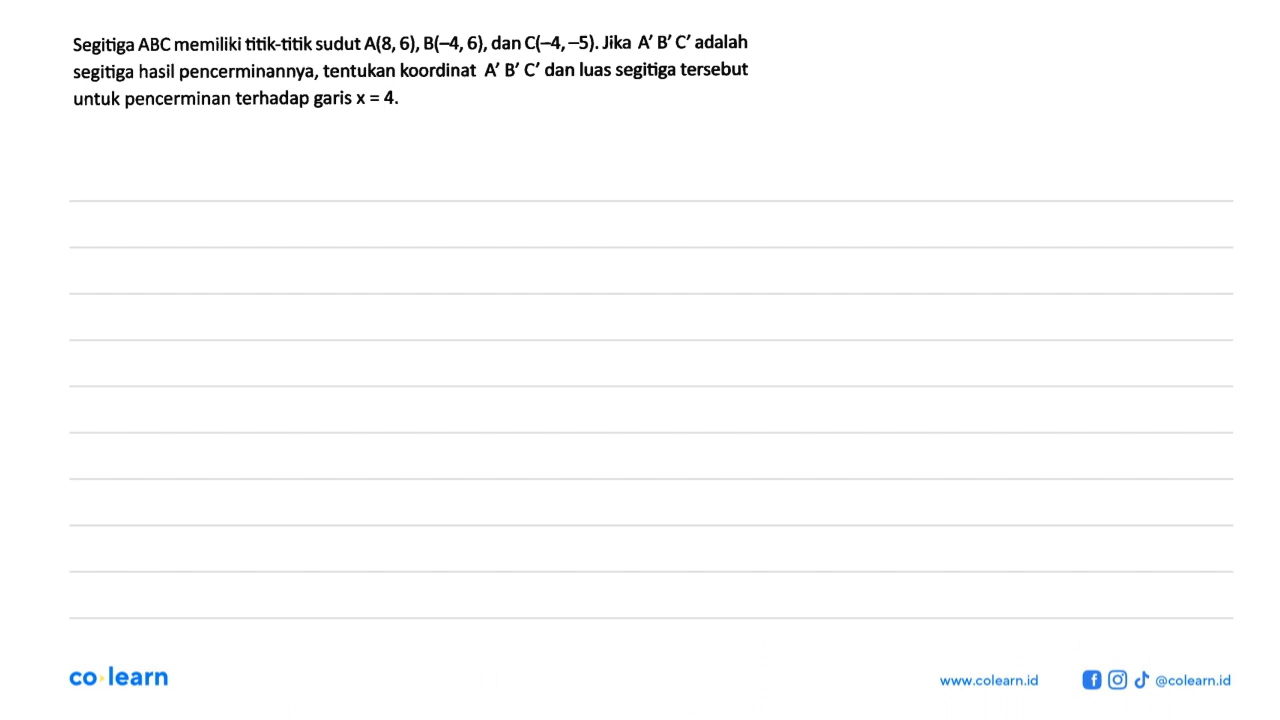 Segitiga ABC memiliki titik-titik sudut A(8, 6), B(–4, 6), dan C(–4, –5). Jika A′ B′ C′ adalah
segitiga hasil pencerminannya, tentukan koordinat A′ B′ C′ dan luas segitiga tersebut
untuk pencerminan terhadap garis x = 4.
co learn
www.colearn.id
@colearn.id